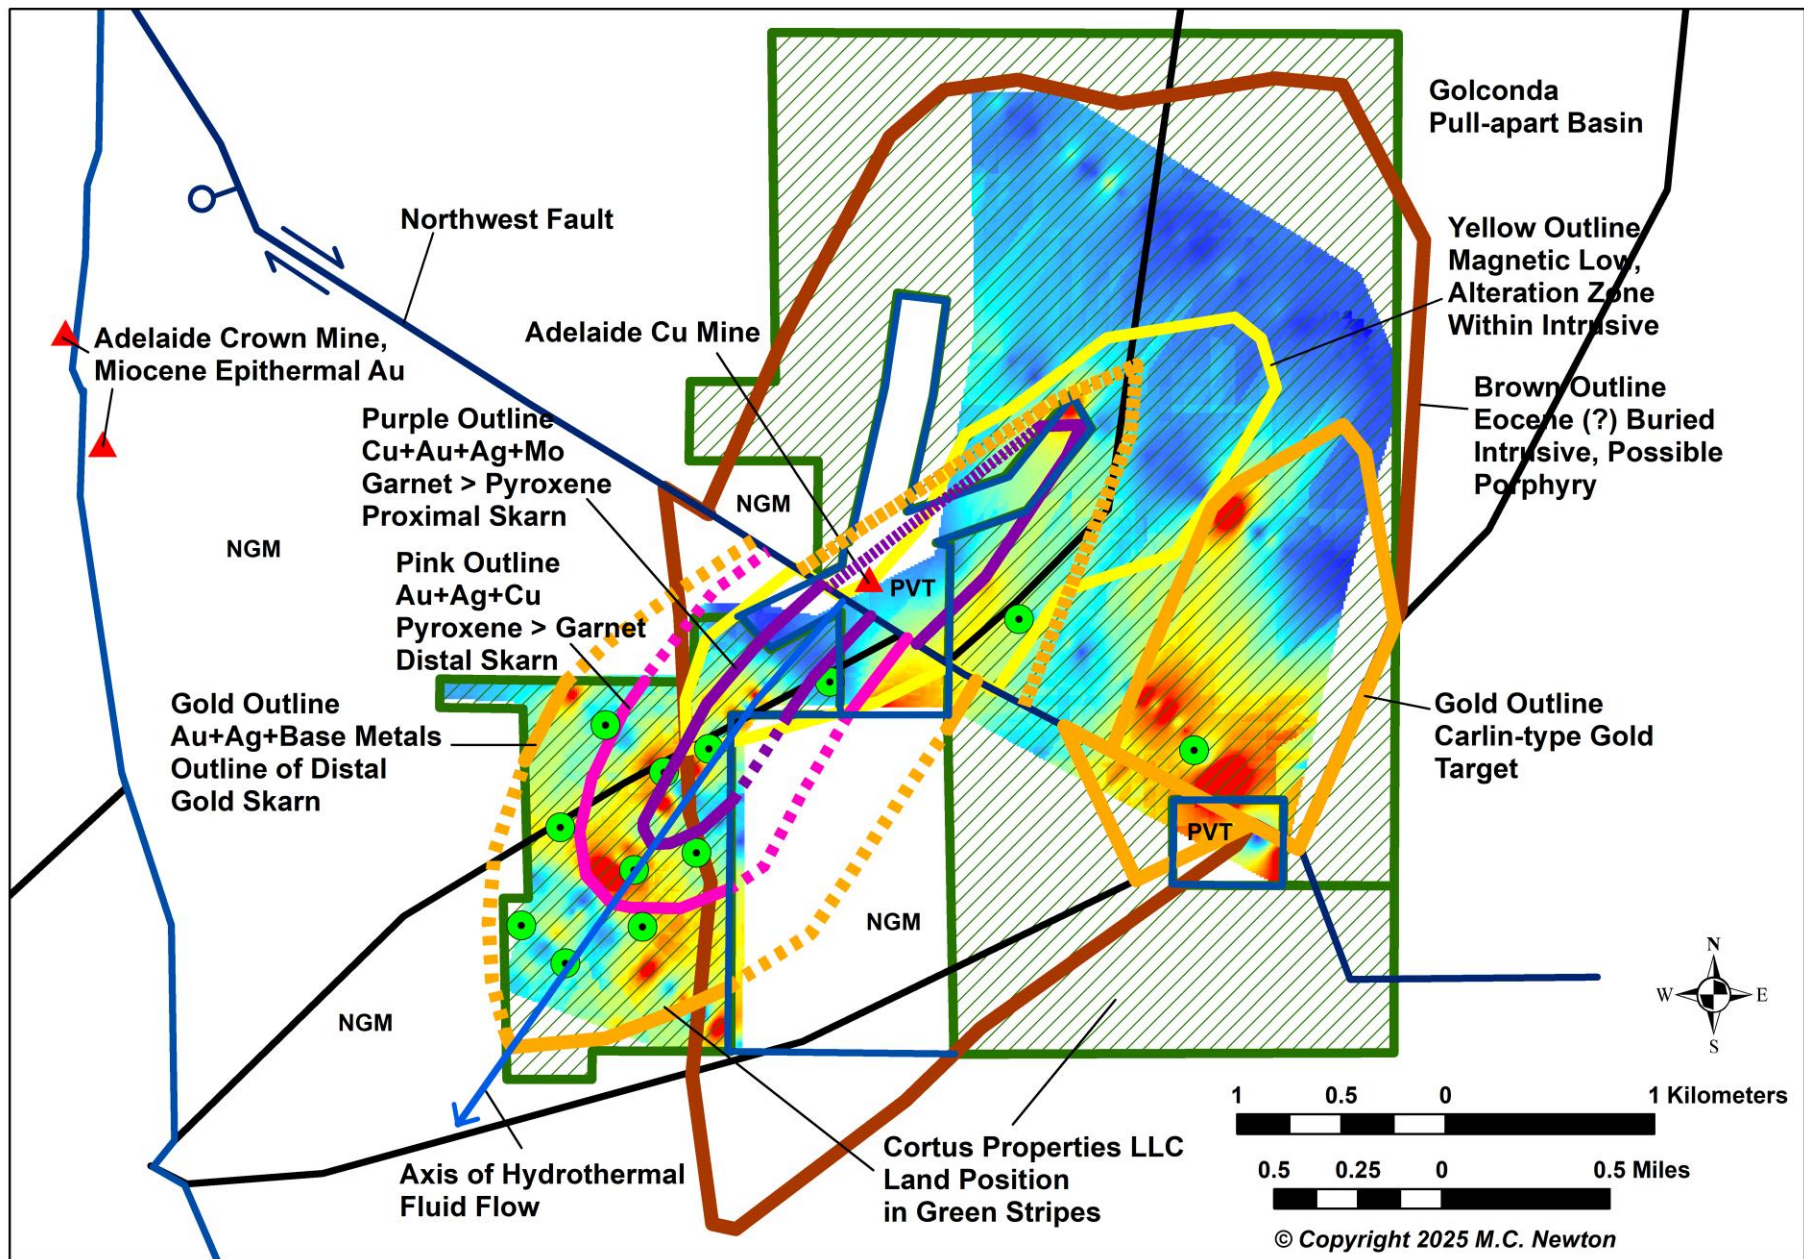 Golconda
Pull-apart Basin
Northwest Fault
Yellow Outline
Magnetic Low,
Alteration Zone
Within Intrusive
Adelaide Crown Mine,
Miocene Epithermal Au
Adelaide Cu Mine
Brown Outline
Eocene (?) Buried
Intrusive, Possible
Porphyry
Purple Outline
Cu+Au+Ag+Mo
Garnet > Pyroxene
Proximal Skarn
NGM
NGM
Pink Outline
Au+Ag+Cu
Pyroxene > Garnet
Distal Skarn
PVT
Gold Outline
Au+Ag+Base Metals
Outline of Distal
Gold Skarn
Gold Outline
Carlin-type Gold
Target
PVT
NGM
NGM
N
W
E
S
Axis of Hydrothermal
Fluid Flow
Cortus Properties LLC
Land Position
in Green Stripes
1 0.5 0 1 Kilometers
0.5 0.25 0 0.5 Miles
© Copyright 2025 M.C. Newton